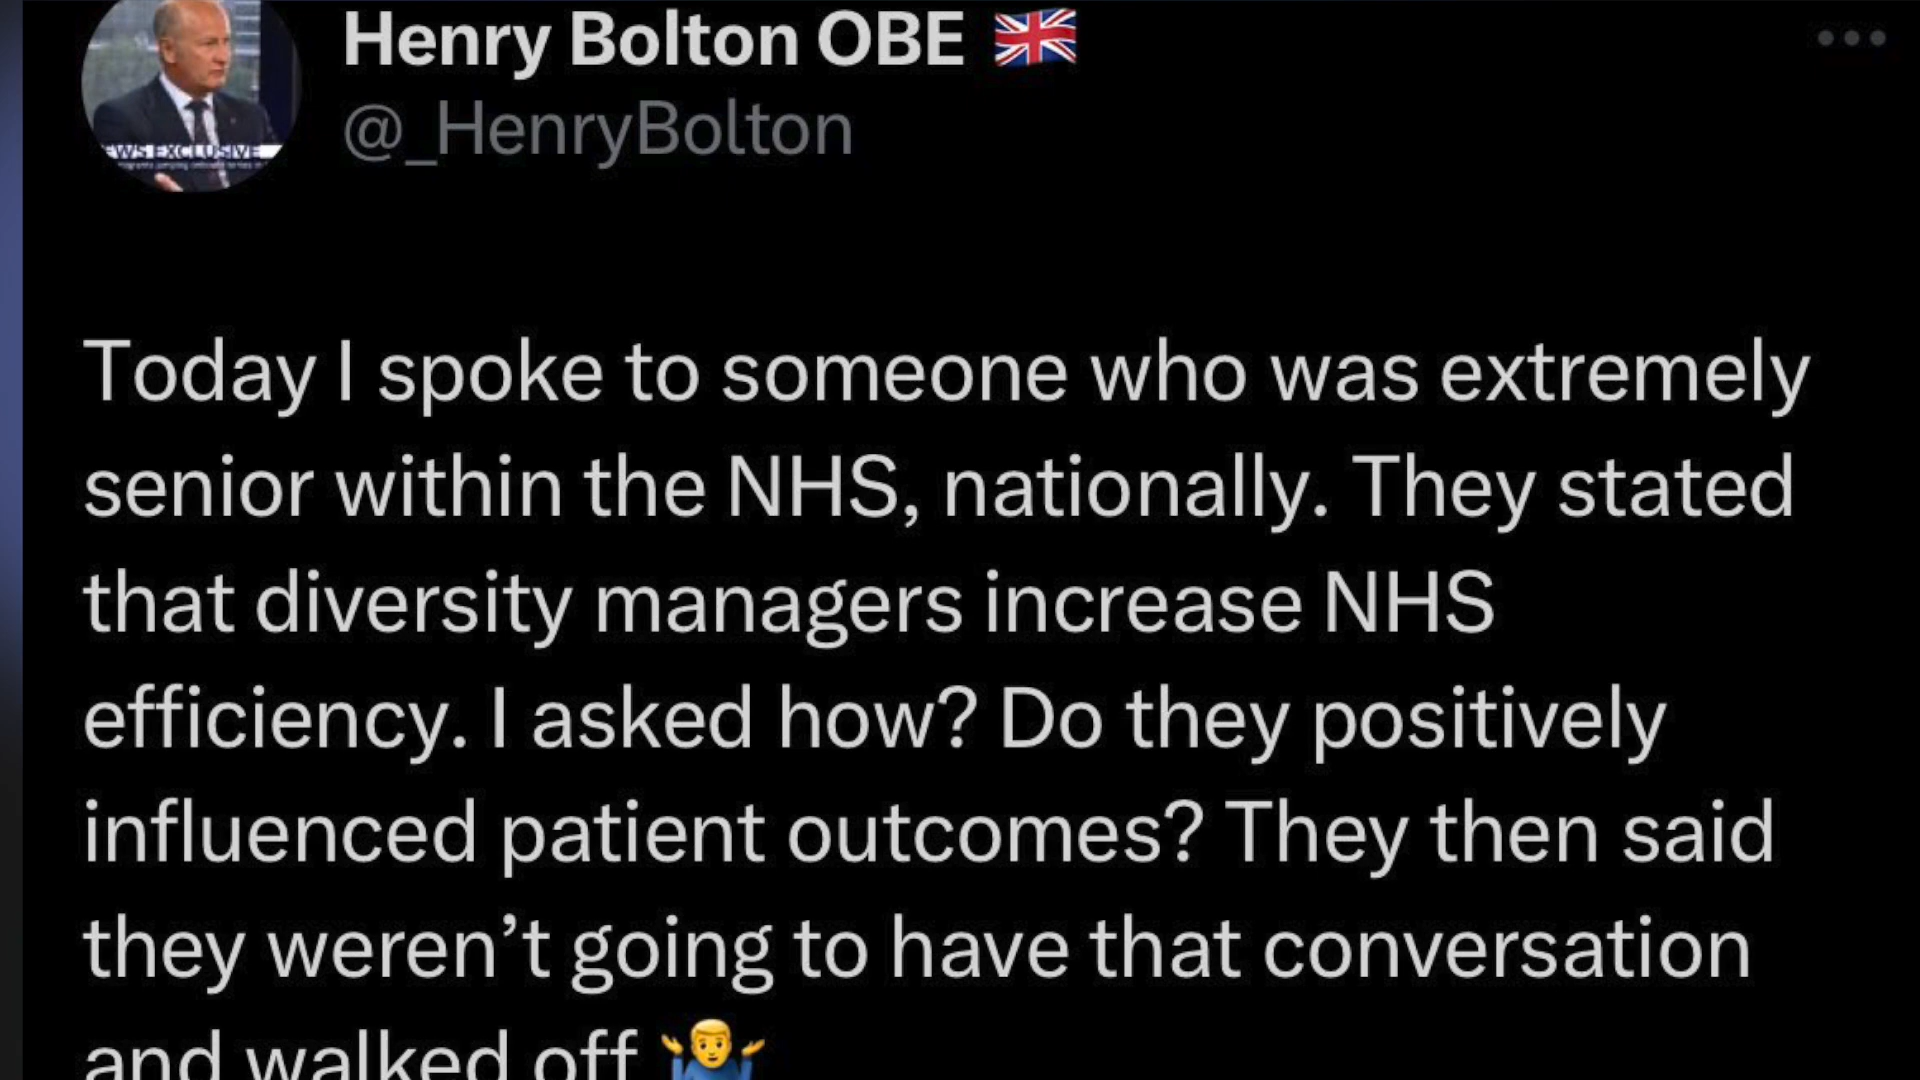 Henry Bolton OBE 🇬🇧
@_HenryBolton
EWS EXCLUSIVE
Today I spoke to someone who was extremely
senior within the NHS, nationally. They stated
that diversity managers increase NHS
efficiency. I asked how? Do they positively
influenced patient outcomes? They then said
they weren’t going to have that conversation
and walked off 🤷‍♂️